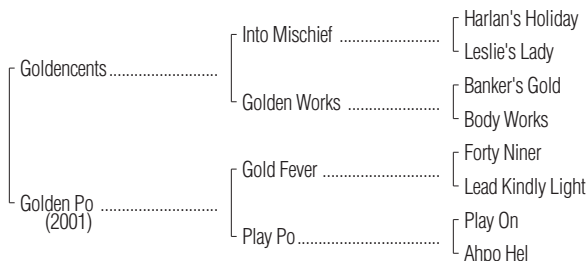 Harlan's Holiday
Into Mischief ..................
Leslie's Lady
Goldencents..........................
Banker's Gold
Golden Works ................
Body Works
Forty Niner
Gold Fever .....................
Lead Kindly Light
Golden Po ............................
(2001)
Play On
Play Po...........................
Ahpo Hel